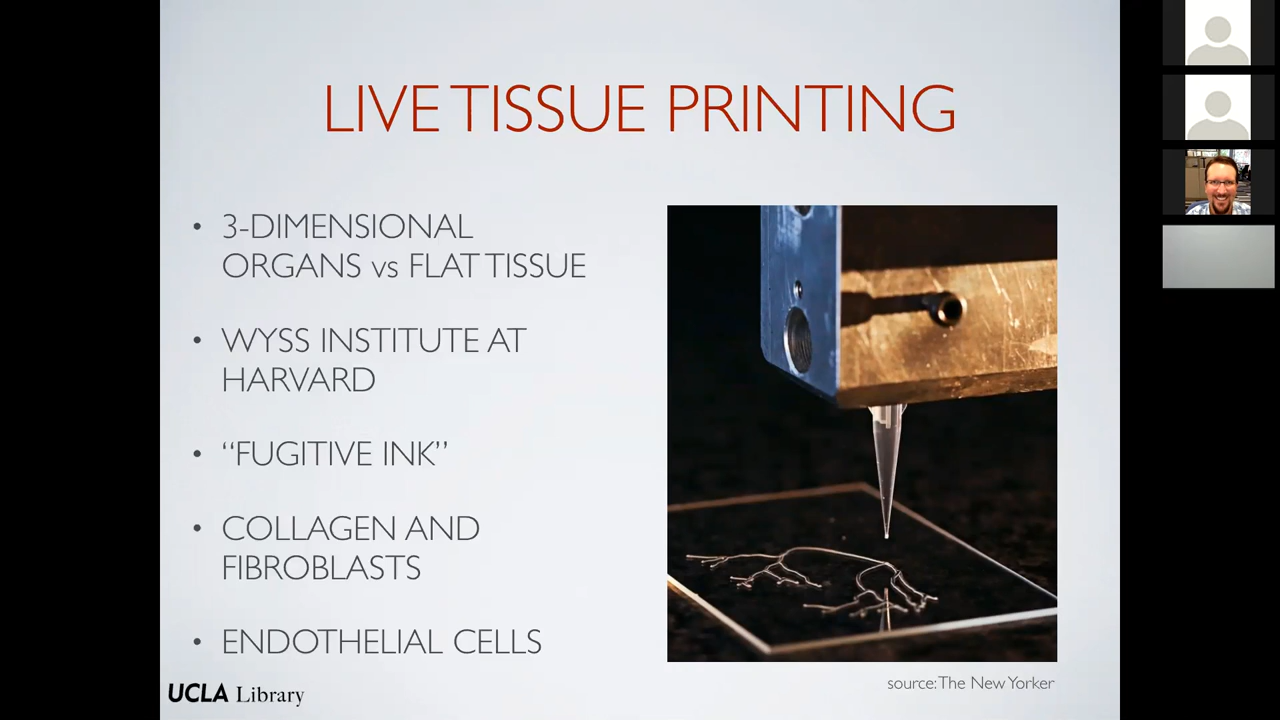 LIVE TISSUE PRINTING
• 3-DIMENSIONAL
ORGANS vs FLAT TISSUE
• WYSS INSTITUTE AT
HARVARD
• “FUGITIVE INK”
• COLLAGEN AND
FIBROBLASTS
• ENDOTHELIAL CELLS
source: The New Yorker
UCLA Library